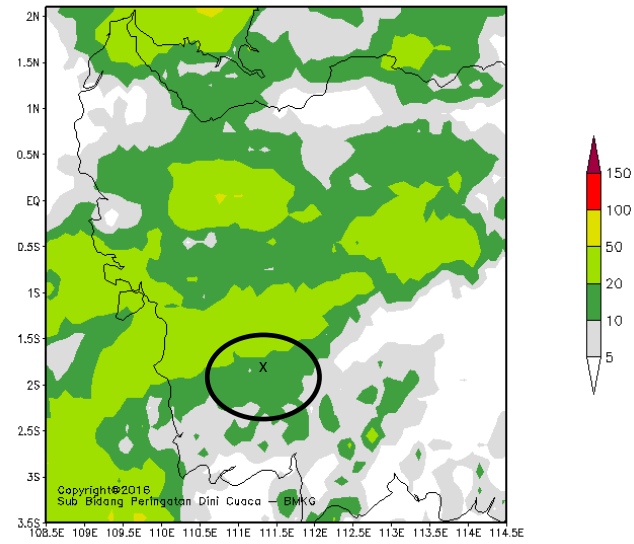 2N
1.5N
1N
0.5N
EQ
0.5S
1S
1.5S
2S
2.5S
3S
3.5S
X
Copyright©2016
Sub Bidang Peringatan Dini Cuaca – BMKG
108.5E 109E 109.5E 110E 110.5E 111E 111.5E 112E 112.5E 113E 113.5E 114E 114.5E
150
100
50
20
10
5